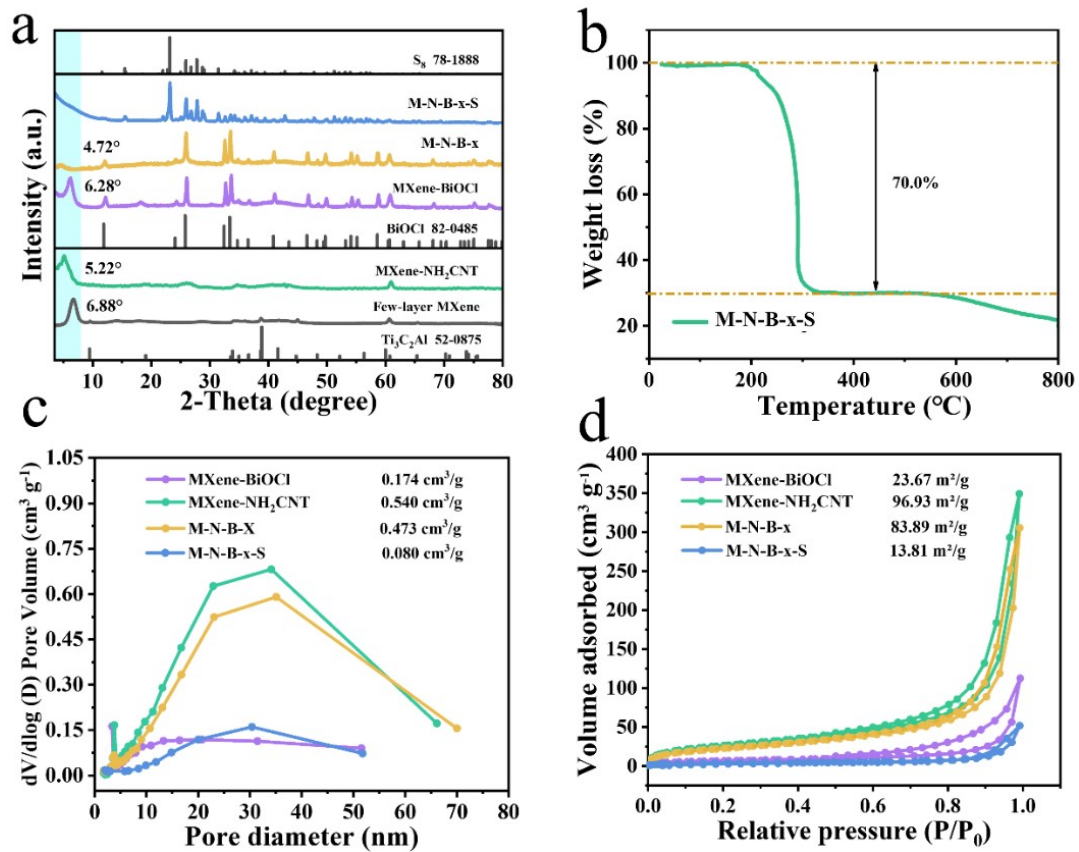 a
Intensity (a.u.)
S₈ 78-1888
M-N-B-x-S
4.72°
M-N-B-x
6.28°
MXene-BiOCl
BiOCl 82-0485
5.22°
MXene-NH₂CNT
6.88°
Few-layer MXene
Ti₃C₂Al 52-0875
10 20 30 40 50 60 70 80
2-Theta (degree)
b
Weight loss (%)
100
80
60
40
20
70.0%
M-N-B-x-S
0 200 400 600 800
Temperature (°C)
c
dV/dlog (D) Pore Volume (cm³ g⁻¹)
1.05
0.90
0.75
0.60
0.45
0.30
0.15
0.00
MXene-BiOCl 0.174 cm³/g
MXene-NH₂CNT 0.540 cm³/g
M-N-B-X 0.473 cm³/g
M-N-B-x-S 0.080 cm³/g
0 10 20 30 40 50 60 70 80
Pore diameter (nm)
d
Volume adsorbed (cm³ g⁻¹)
400
350
300
250
200
150
100
50
0
MXene-BiOCl 23.67 m²/g
MXene-NH₂CNT 96.93 m²/g
M-N-B-x 83.89 m²/g
M-N-B-x-S 13.81 m²/g
0.0 0.2 0.4 0.6 0.8 1.0
Relative pressure (P/P₀)